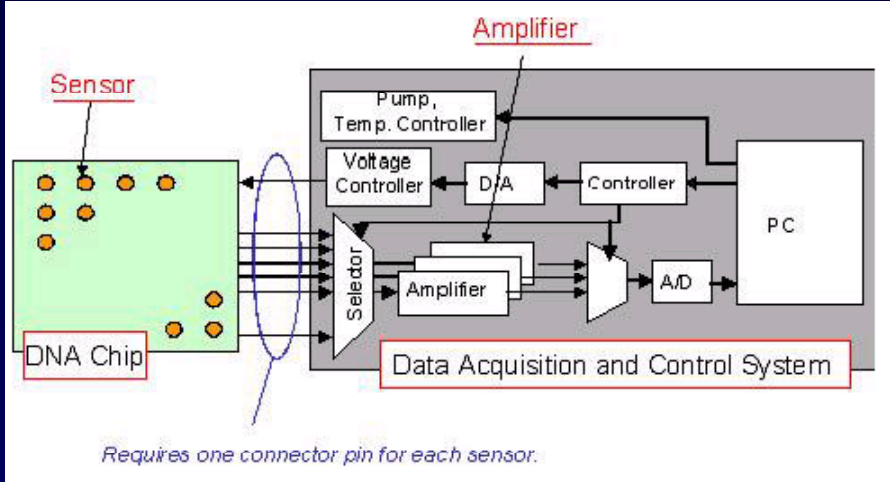 Amplifier
Sensor
Pump,
Temp. Controller
Voltage
Controller
D/A
Controller
PC
Selector
Amplifier
A/D
DNA Chip
Data Acquisition and Control System
Requires one connector pin for each sensor.